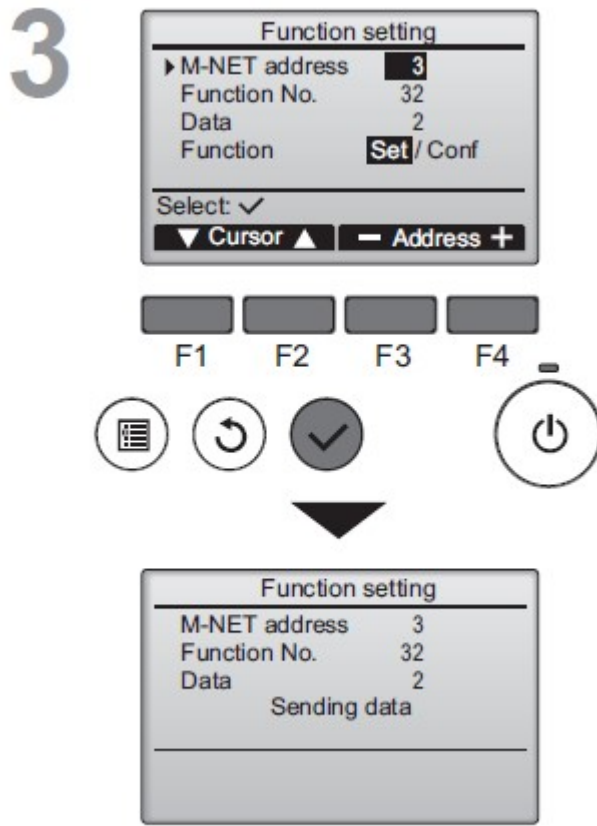 3
Function setting
M-NET address 3
Function No. 32
Data 2
Function Set / Conf
Select: ✓
▼ Cursor ▲ − Address +
F1 F2 F3 F4
Function setting
M-NET address 3
Function No. 32
Data 2
Sending data